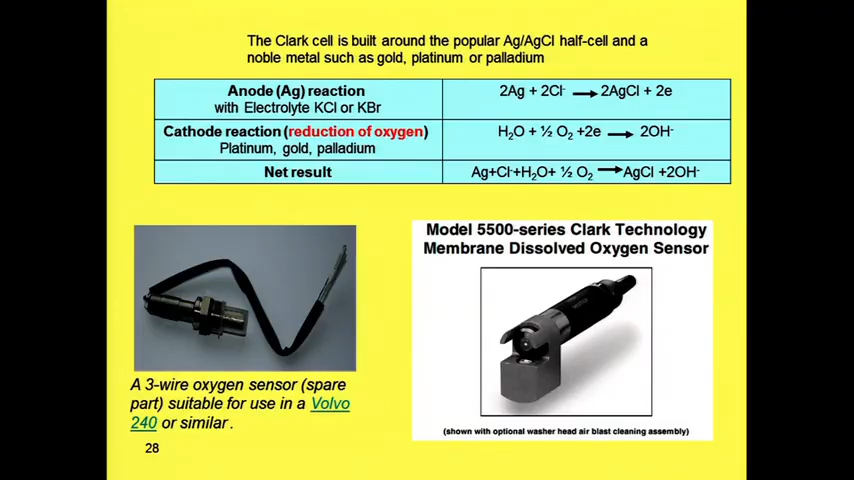 The Clark cell is built around the popular Ag/AgCl half-cell and a
noble metal such as gold, platinum or palladium
Anode (Ag) reaction
with Electrolyte KCl or KBr
2Ag + 2Cl⁻ → 2AgCl + 2e
Cathode reaction (reduction of oxygen)
Platinum, gold, palladium
H₂O + ½ O₂ +2e → 2OH⁻
Net result
Ag+Cl⁻+H₂O+ ½ O₂ → AgCl +2OH⁻
A 3-wire oxygen sensor (spare
part) suitable for use in a Volvo
240 or similar.
Model 5500-series Clark Technology
Membrane Dissolved Oxygen Sensor
(shown with optional washer head air blast cleaning assembly)
28